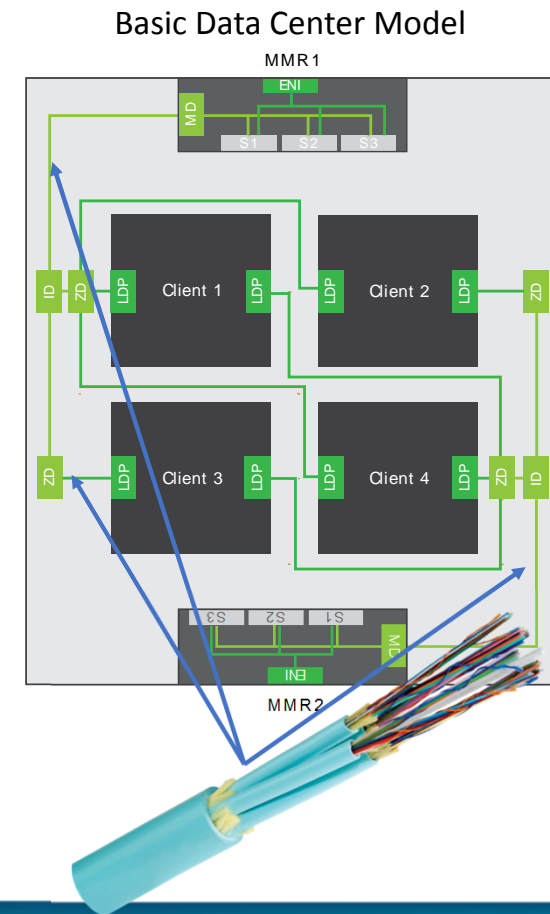 Basic Data Center Model
MMR1
ENI
MD
S1 S2 S3
ID ZD LDP Client 1 LDP
LDP Client 2 LDP ZD
ZD LDP Client 3 LDP
LDP Client 4 LDP ZD ID
S3 S2 S1
MD
ENI
MMR2